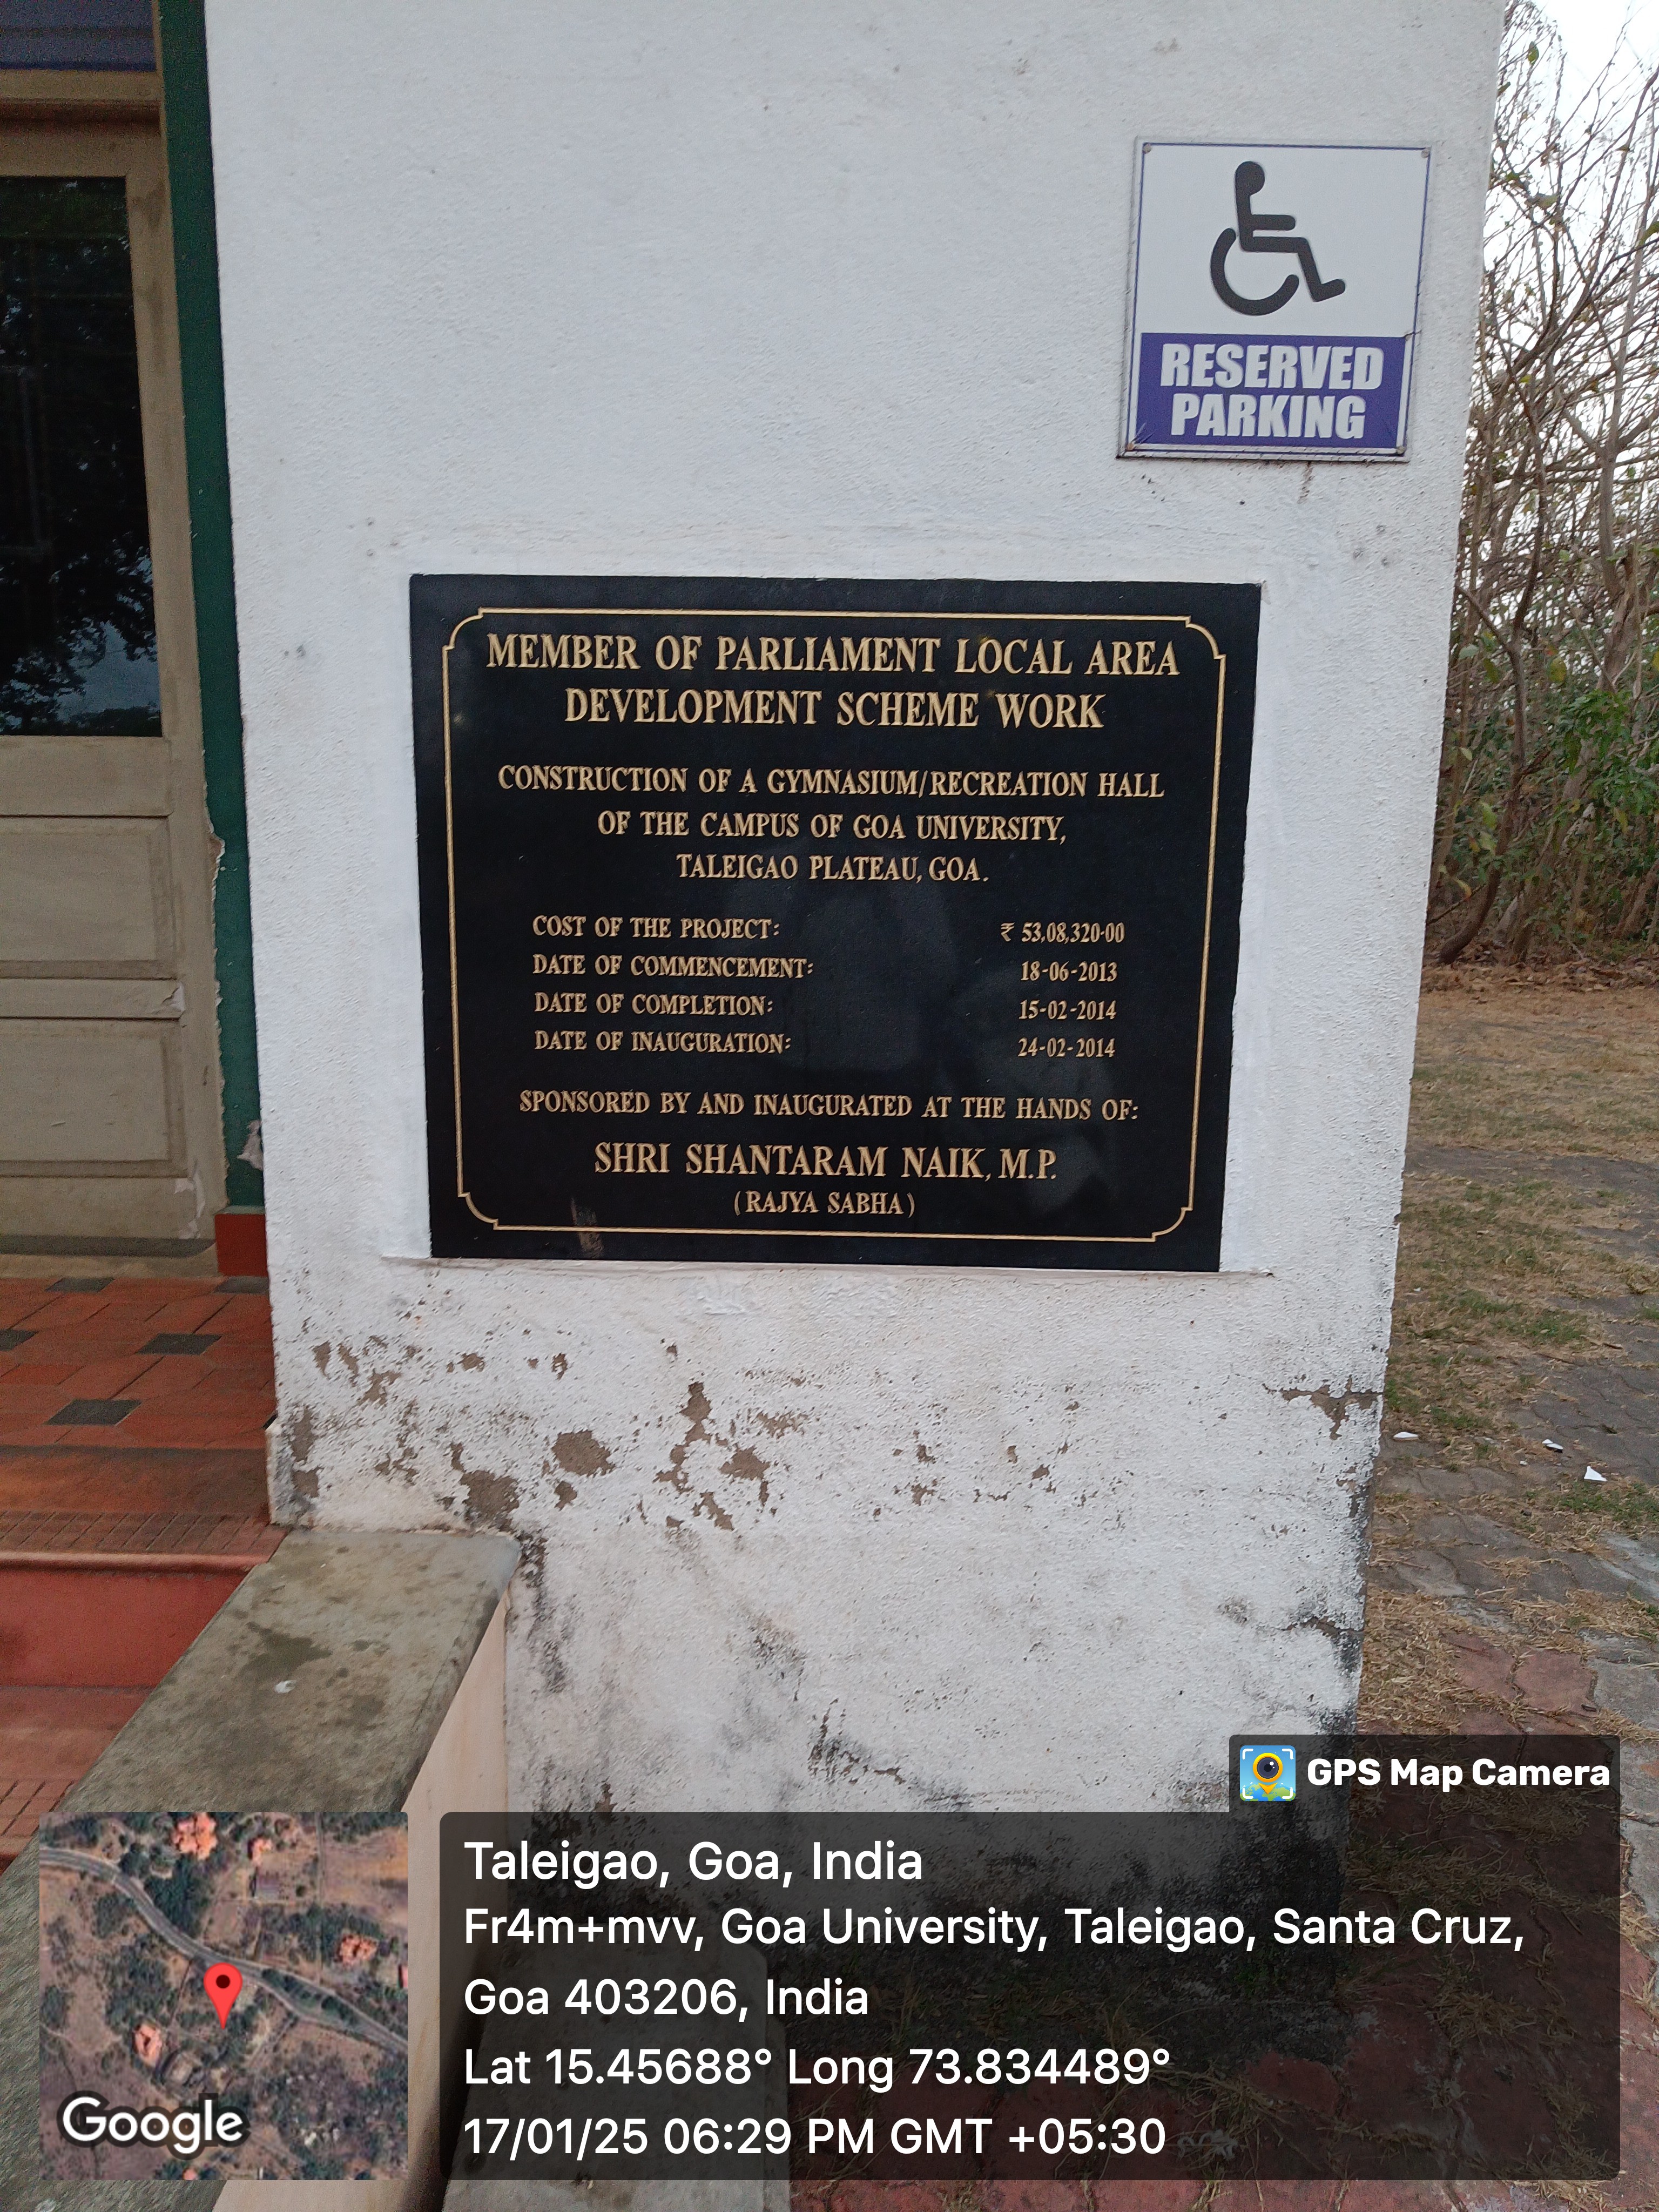 RESERVED
PARKING
MEMBER OF PARLIAMENT LOCAL AREA
DEVELOPMENT SCHEME WORK
CONSTRUCTION OF A GYMNASIUM/RECREATION HALL
OF THE CAMPUS OF GOA UNIVERSITY,
TALEIGAO PLATEAU, GOA.
COST OF THE PROJECT: ₹ 53,08,320·00
DATE OF COMMENCEMENT: 18-06-2013
DATE OF COMPLETION: 15-02-2014
DATE OF INAUGURATION: 24-02-2014
SPONSORED BY AND INAUGURATED AT THE HANDS OF:
SHRI SHANTARAM NAIK, M.P.
(RAJYA SABHA)
GPS Map Camera
Taleigao, Goa, India
Fr4m+mvv, Goa University, Taleigao, Santa Cruz,
Goa 403206, India
Lat 15.45688° Long 73.834489°
17/01/25 06:29 PM GMT +05:30
Google